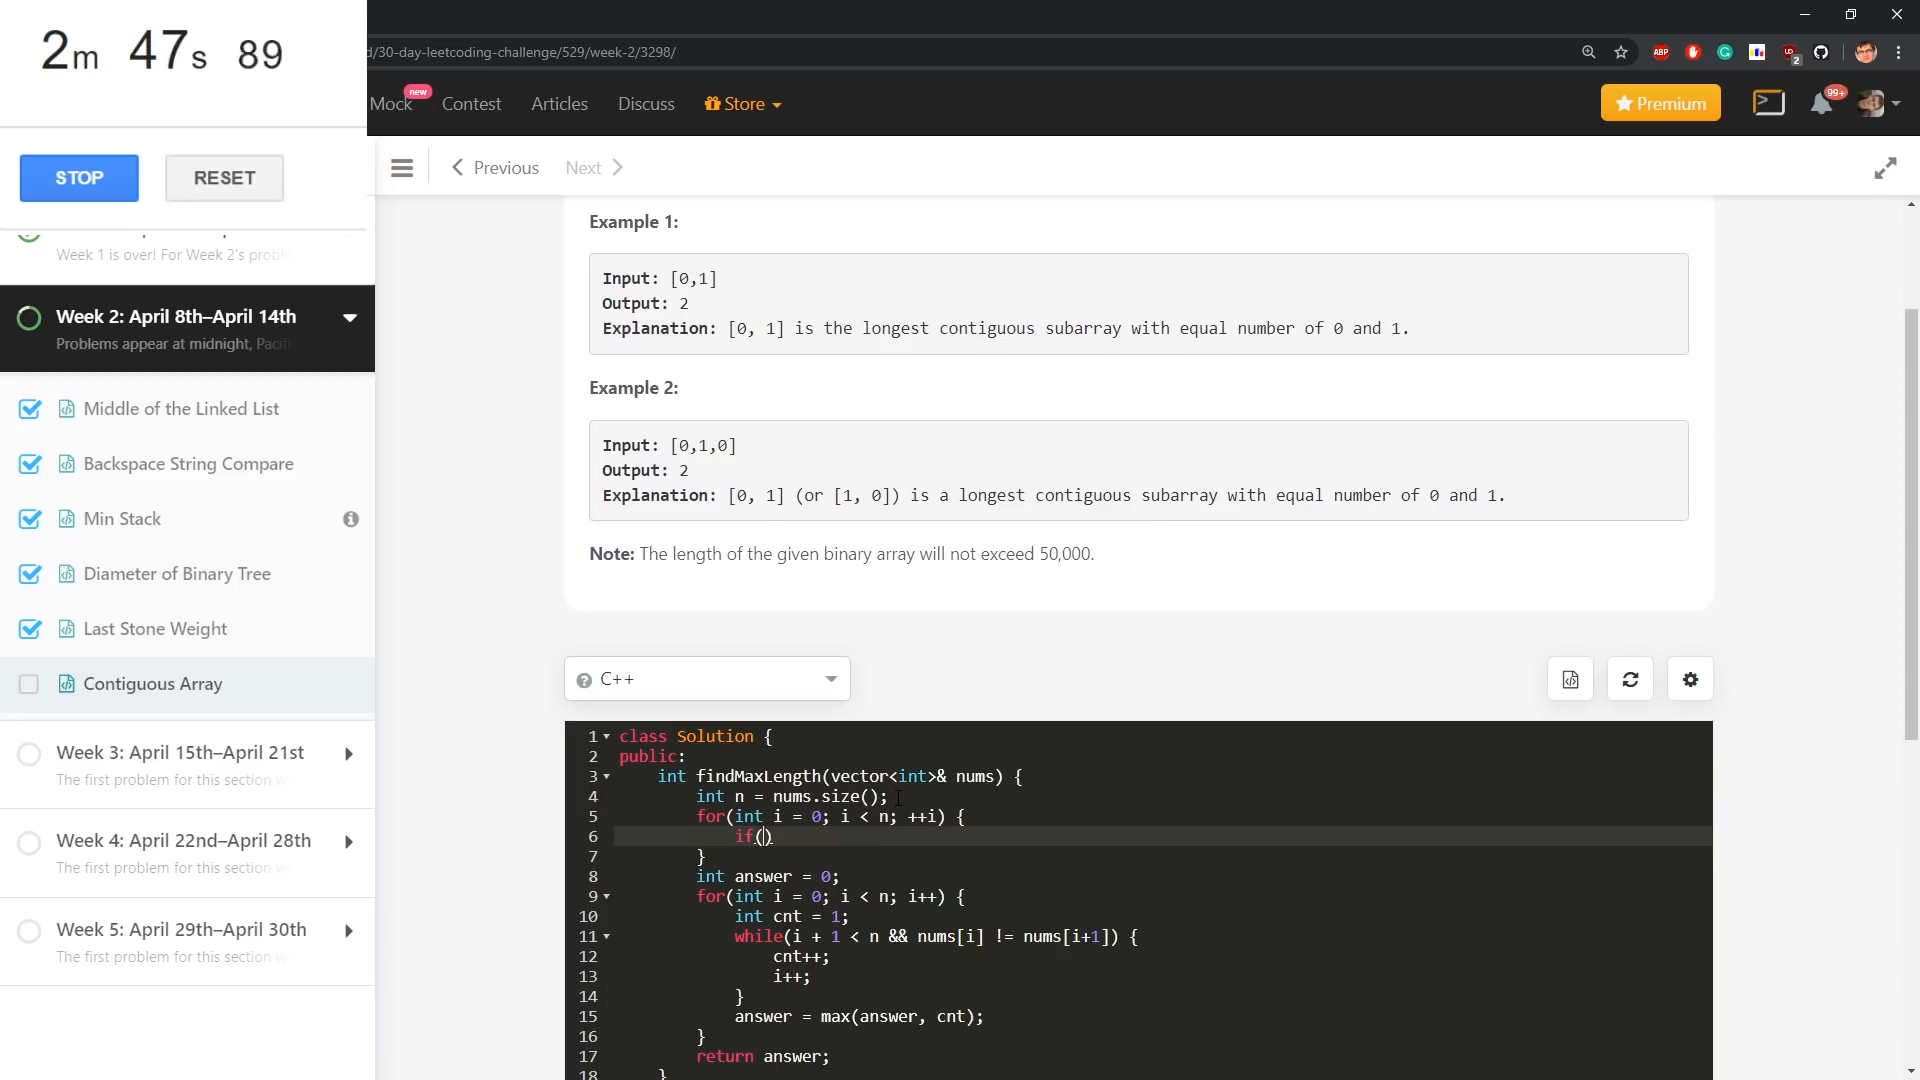 2m 47s 89
d/30-day-leetcoding-challenge/529/week-2/3298/
ABP
2
Mock new Contest Articles Discuss Store Premium 99+
STOP RESET
Previous Next
Week 1 is over! For Week 2's proble
Week 2: April 8th–April 14th
Problems appear at midnight, Pacifi
Middle of the Linked List
Backspace String Compare
Min Stack
Diameter of Binary Tree
Last Stone Weight
Contiguous Array
Week 3: April 15th–April 21st
The first problem for this section w
Week 4: April 22nd–April 28th
The first problem for this section w
Week 5: April 29th–April 30th
The first problem for this section w
Example 1:
Input: [0,1]
Output: 2
Explanation: [0, 1] is the longest contiguous subarray with equal number of 0 and 1.
Example 2:
Input: [0,1,0]
Output: 2
Explanation: [0, 1] (or [1, 0]) is a longest contiguous subarray with equal number of 0 and 1.
Note: The length of the given binary array will not exceed 50,000.
C++
1 class Solution {
2 public:
3 int findMaxLength(vector<int>& nums) {
4 int n = nums.size();
5 for(int i = 0; i < n; ++i) {
6 if()
7 }
8 int answer = 0;
9 for(int i = 0; i < n; i++) {
10 int cnt = 1;
11 while(i + 1 < n && nums[i] != nums[i+1]) {
12 cnt++;
13 i++;
14 }
15 answer = max(answer, cnt);
16 }
17 return answer;
18 }